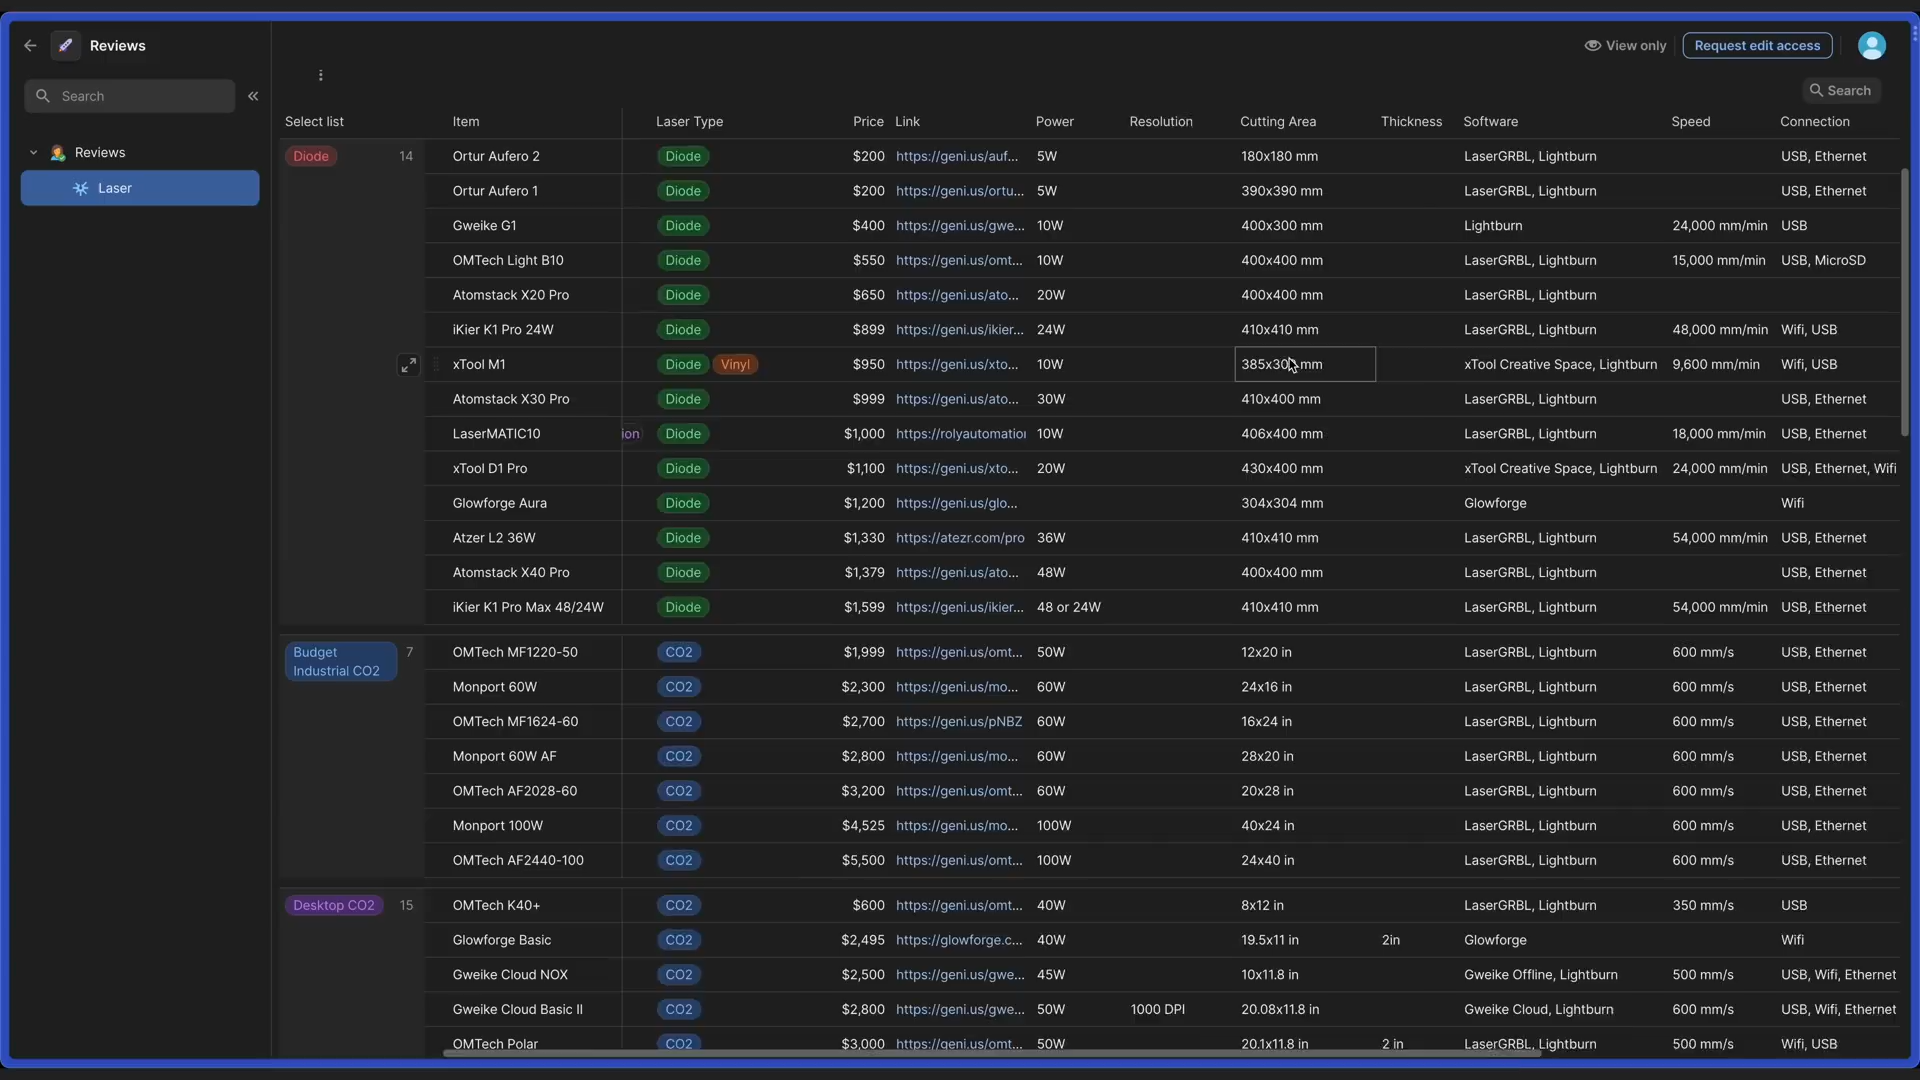 Reviews
View only
Request edit access
Search
Search
Reviews
Laser
Select list Item Laser Type Price Link Power Resolution Cutting Area Thickness Software Speed Connection
Diode 14 Ortur Aufero 2 Diode $200 https://geni.us/auf... 5W 180x180 mm LaserGRBL, Lightburn USB, Ethernet
Ortur Aufero 1 Diode $200 https://geni.us/ortu... 5W 390x390 mm LaserGRBL, Lightburn USB, Ethernet
Gweike G1 Diode $400 https://geni.us/gwe... 10W 400x300 mm Lightburn 24,000 mm/min USB
OMTech Light B10 Diode $550 https://geni.us/omt... 10W 400x400 mm LaserGRBL, Lightburn 15,000 mm/min USB, MicroSD
Atomstack X20 Pro Diode $650 https://geni.us/ato... 20W 400x400 mm LaserGRBL, Lightburn
iKier K1 Pro 24W Diode $899 https://geni.us/ikier... 24W 410x410 mm LaserGRBL, Lightburn 48,000 mm/min Wifi, USB
xTool M1 Diode Vinyl $950 https://geni.us/xto... 10W 385x300 mm xTool Creative Space, Lightburn 9,600 mm/min Wifi, USB
Atomstack X30 Pro Diode $999 https://geni.us/ato... 30W 410x400 mm LaserGRBL, Lightburn USB, Ethernet
LaserMATIC10 ion Diode $1,000 https://rolyautomation 10W 406x400 mm LaserGRBL, Lightburn 18,000 mm/min USB, Ethernet
xTool D1 Pro Diode $1,100 https://geni.us/xto... 20W 430x400 mm xTool Creative Space, Lightburn 24,000 mm/min USB, Ethernet, Wifi
Glowforge Aura Diode $1,200 https://geni.us/glo... 304x304 mm Glowforge Wifi
Atzer L2 36W Diode $1,330 https://atezr.com/pro 36W 410x410 mm LaserGRBL, Lightburn 54,000 mm/min USB, Ethernet
Atomstack X40 Pro Diode $1,379 https://geni.us/ato... 48W 400x400 mm LaserGRBL, Lightburn USB, Ethernet
iKier K1 Pro Max 48/24W Diode $1,599 https://geni.us/ikier... 48 or 24W 410x410 mm LaserGRBL, Lightburn 54,000 mm/min USB, Ethernet
Budget Industrial CO2 7 OMTech MF1220-50 CO2 $1,999 https://geni.us/omt... 50W 12x20 in LaserGRBL, Lightburn 600 mm/s USB, Ethernet
Monport 60W CO2 $2,300 https://geni.us/mo... 60W 24x16 in LaserGRBL, Lightburn 600 mm/s USB, Ethernet
OMTech MF1624-60 CO2 $2,700 https://geni.us/pNBZ 60W 16x24 in LaserGRBL, Lightburn 600 mm/s USB, Ethernet
Monport 60W AF CO2 $2,800 https://geni.us/mo... 60W 28x20 in LaserGRBL, Lightburn 600 mm/s USB, Ethernet
OMTech AF2028-60 CO2 $3,200 https://geni.us/omt... 60W 20x28 in LaserGRBL, Lightburn 600 mm/s USB, Ethernet
Monport 100W CO2 $4,525 https://geni.us/mo... 100W 40x24 in LaserGRBL, Lightburn 600 mm/s USB, Ethernet
OMTech AF2440-100 CO2 $5,500 https://geni.us/omt... 100W 24x40 in LaserGRBL, Lightburn 600 mm/s USB, Ethernet
Desktop CO2 15 OMTech K40+ CO2 $600 https://geni.us/omt... 40W 8x12 in LaserGRBL, Lightburn 350 mm/s USB
Glowforge Basic CO2 $2,495 https://glowforge.c... 40W 19.5x11 in 2in Glowforge Wifi
Gweike Cloud NOX CO2 $2,500 https://geni.us/gwe... 45W 10x11.8 in Gweike Offline, Lightburn 500 mm/s USB, Wifi, Ethernet
Gweike Cloud Basic II CO2 $2,800 https://geni.us/gwe... 50W 1000 DPI 20.08x11.8 in Gweike Cloud, Lightburn 600 mm/s USB, Wifi, Ethernet
OMTech Polar CO2 $3,000 https://geni.us/omt... 50W 20.1x11.8 in 2 in LaserGRBL, Lightburn 500 mm/s Wifi, USB